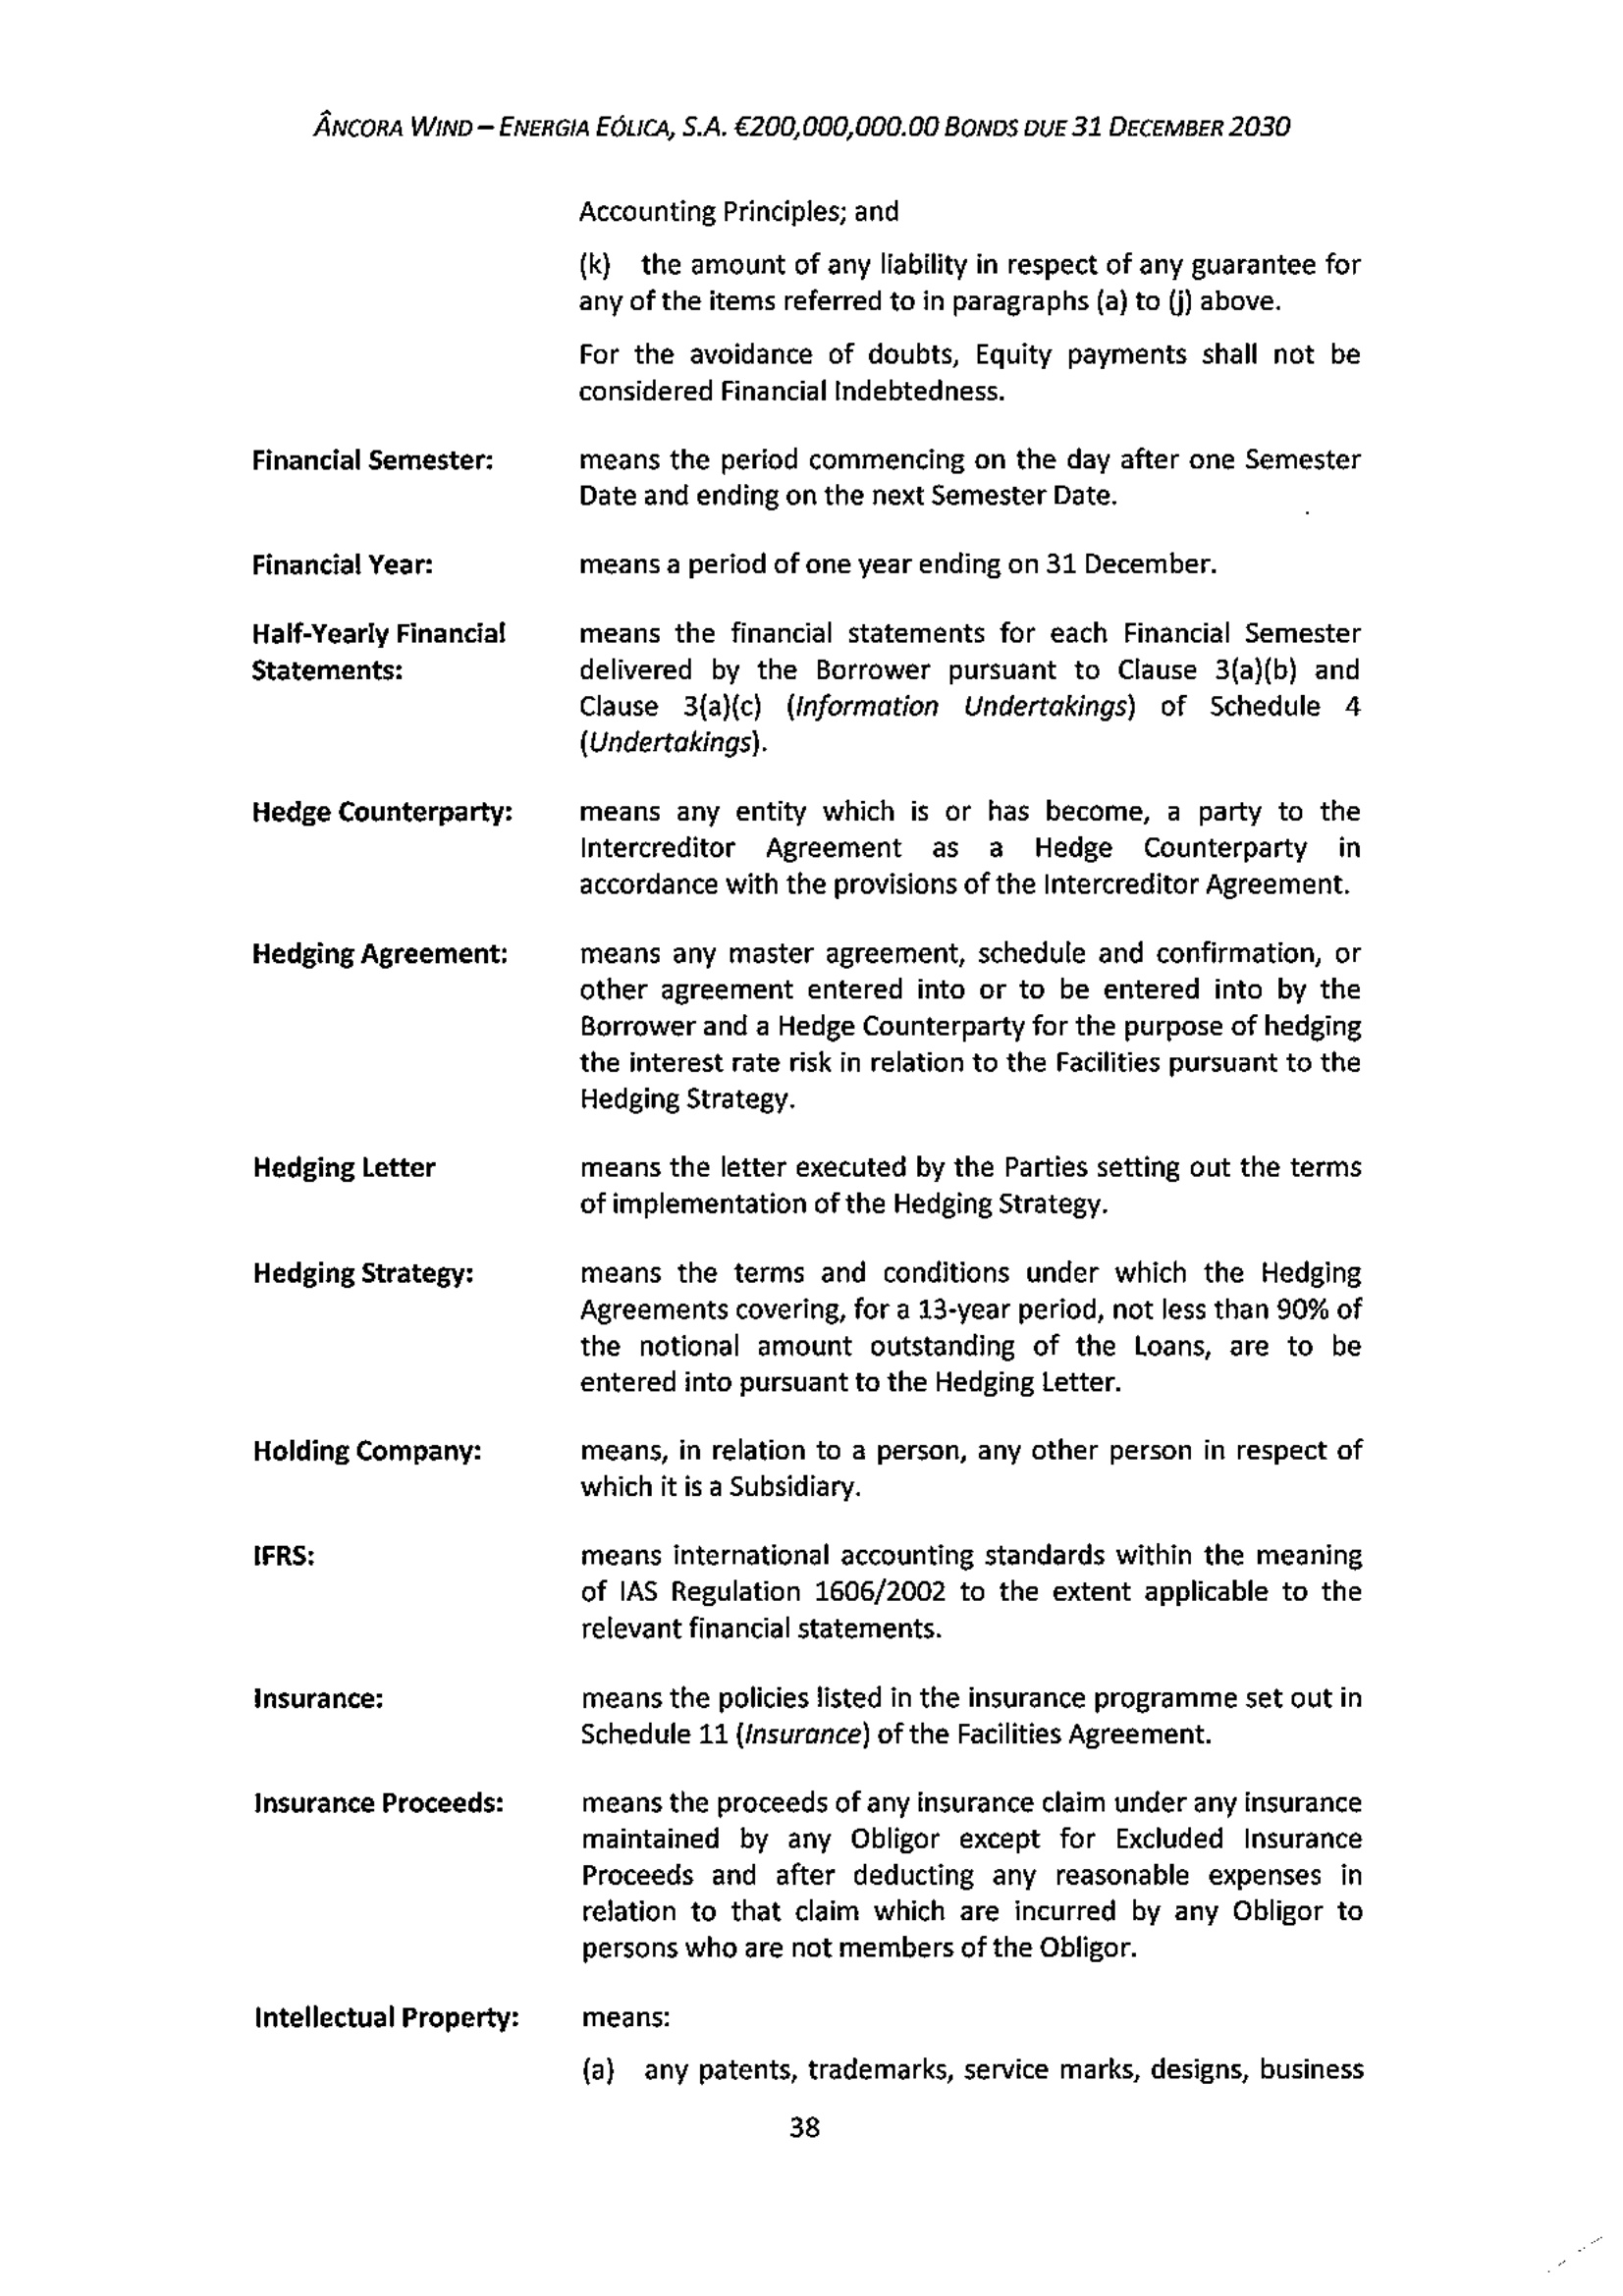 ÂNCORA WIND – ENERGIA EÓLICA, S.A. €200,000,000.00 BONDS DUE 31 DECEMBER 2030
Accounting Principles; and
(k) the amount of any liability in respect of any guarantee for
any of the items referred to in paragraphs (a) to (j) above.
For the avoidance of doubts, Equity payments shall not be
considered Financial Indebtedness.
Financial Semester: means the period commencing on the day after one Semester
Date and ending on the next Semester Date.
Financial Year: means a period of one year ending on 31 December.
Half-Yearly Financial means the financial statements for each Financial Semester
Statements: delivered by the Borrower pursuant to Clause 3(a)(b) and
Clause 3(a)(c) (Information Undertakings) of Schedule 4
(Undertakings).
Hedge Counterparty: means any entity which is or has become, a party to the
Intercreditor Agreement as a Hedge Counterparty in
accordance with the provisions of the Intercreditor Agreement.
Hedging Agreement: means any master agreement, schedule and confirmation, or
other agreement entered into or to be entered into by the
Borrower and a Hedge Counterparty for the purpose of hedging
the interest rate risk in relation to the Facilities pursuant to the
Hedging Strategy.
Hedging Letter means the letter executed by the Parties setting out the terms
of implementation of the Hedging Strategy.
Hedging Strategy: means the terms and conditions under which the Hedging
Agreements covering, for a 13-year period, not less than 90% of
the notional amount outstanding of the Loans, are to be
entered into pursuant to the Hedging Letter.
Holding Company: means, in relation to a person, any other person in respect of
which it is a Subsidiary.
IFRS: means international accounting standards within the meaning
of IAS Regulation 1606/2002 to the extent applicable to the
relevant financial statements.
Insurance: means the policies listed in the insurance programme set out in
Schedule 11 (Insurance) of the Facilities Agreement.
Insurance Proceeds: means the proceeds of any insurance claim under any insurance
maintained by any Obligor except for Excluded Insurance
Proceeds and after deducting any reasonable expenses in
relation to that claim which are incurred by any Obligor to
persons who are not members of the Obligor.
Intellectual Property: means:
(a) any patents, trademarks, service marks, designs, business
38